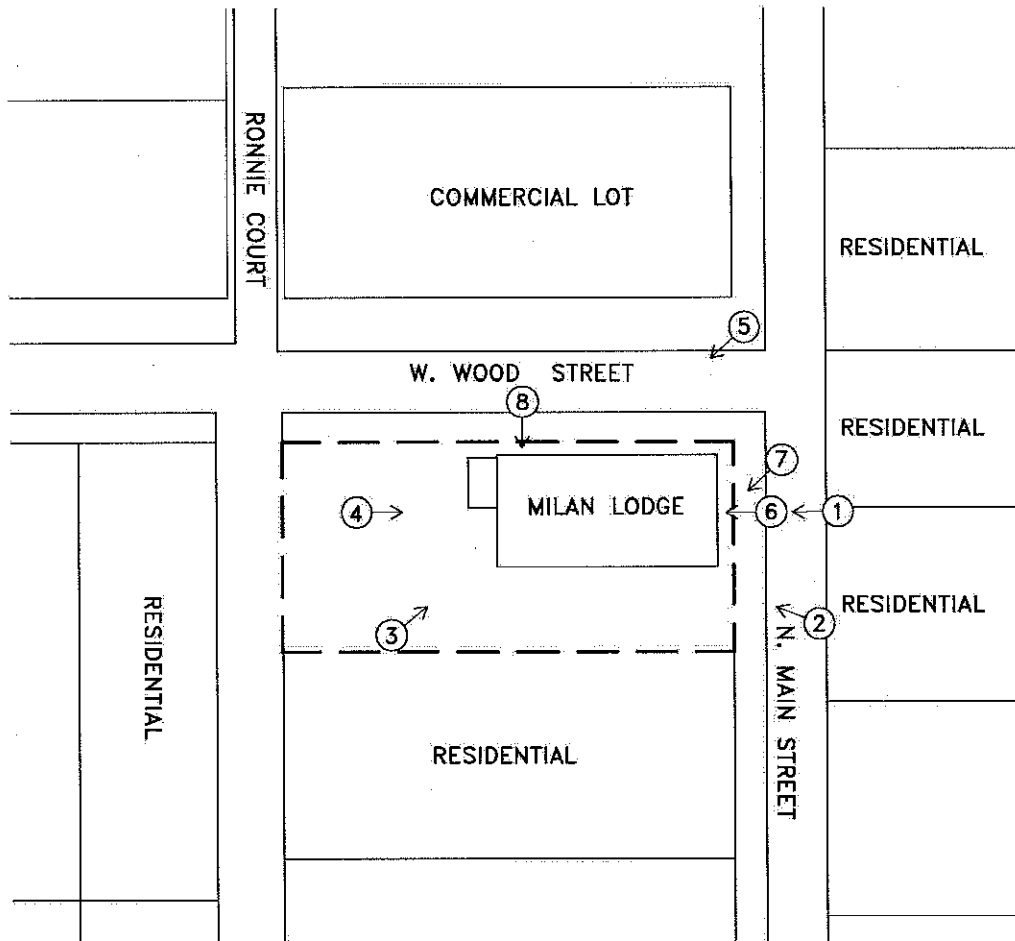 RONNIE COURT
COMMERCIAL LOT
RESIDENTIAL
5
W. WOOD STREET
8
RESIDENTIAL
7
4
MILAN LODGE
6
1
RESIDENTIAL
RESIDENTIAL
3
2
N. MAIN STREET
RESIDENTIAL